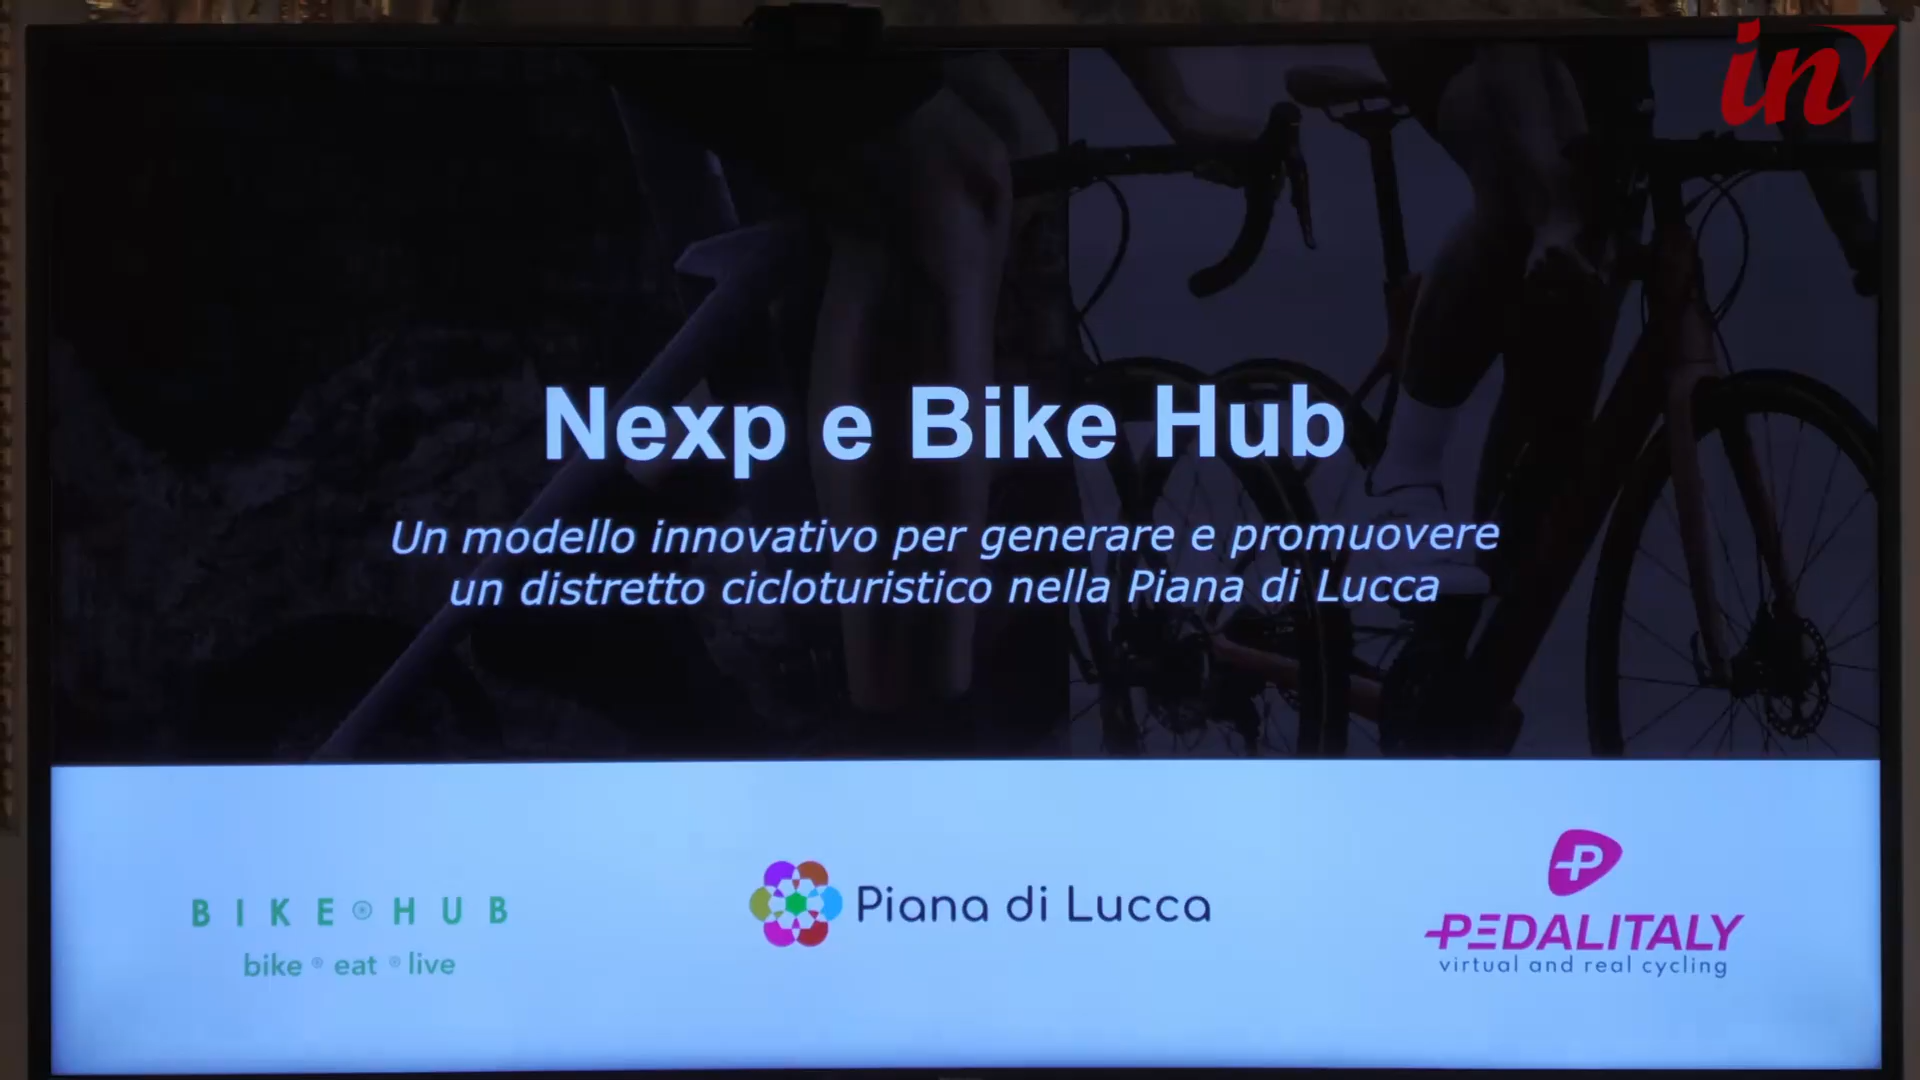 in
Nexp e Bike Hub
Un modello innovativo per generare e promuovere
un distretto cicloturistico nella Piana di Lucca
BIKE HUB
bike eat live
Piana di Lucca
P
PEDALITALY
virtual and real cycling